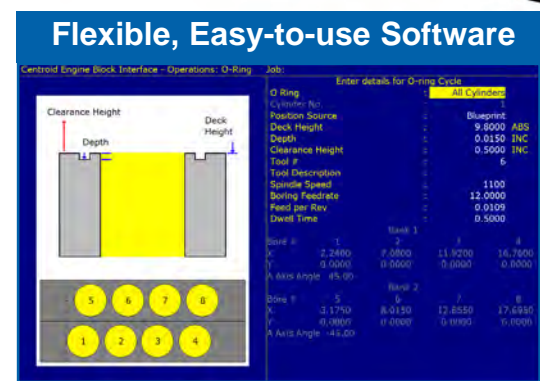 Flexible, Easy-to-use Software
Centroid Engine Block Interface - Operations: O-Ring Job:
Enter details for O-ring Cycle
O Ring : All Cylinders
Cylinder No. : 1
Position Source : Blueprint
Deck Height : 9.8000 ABS
Depth : 0.0150 INC
Clearance Height : 0.5000 INC
Tool # : 6
Tool Description :
Spindle Speed : 1100
Boring Feedrate : 12.0000
Feed per Rev : 0.0109
Dwell Time : 0.5000
Bank 1
Bore # 1 2 3 4
X 2.2400 7.0800 11.9200 16.7600
Y 0.0000 0.0000 0.0000 0.0000
A Axis Angle 45.00
Bank 2
Bore # 5 6 7 8
X 3.1750 8.0150 12.8550 17.6950
Y 0.0000 0.0000 0.0000 0.0000
A Axis Angle -45.00
Clearance Height
Deck
Height
Depth
5 6 7 8
1 2 3 4